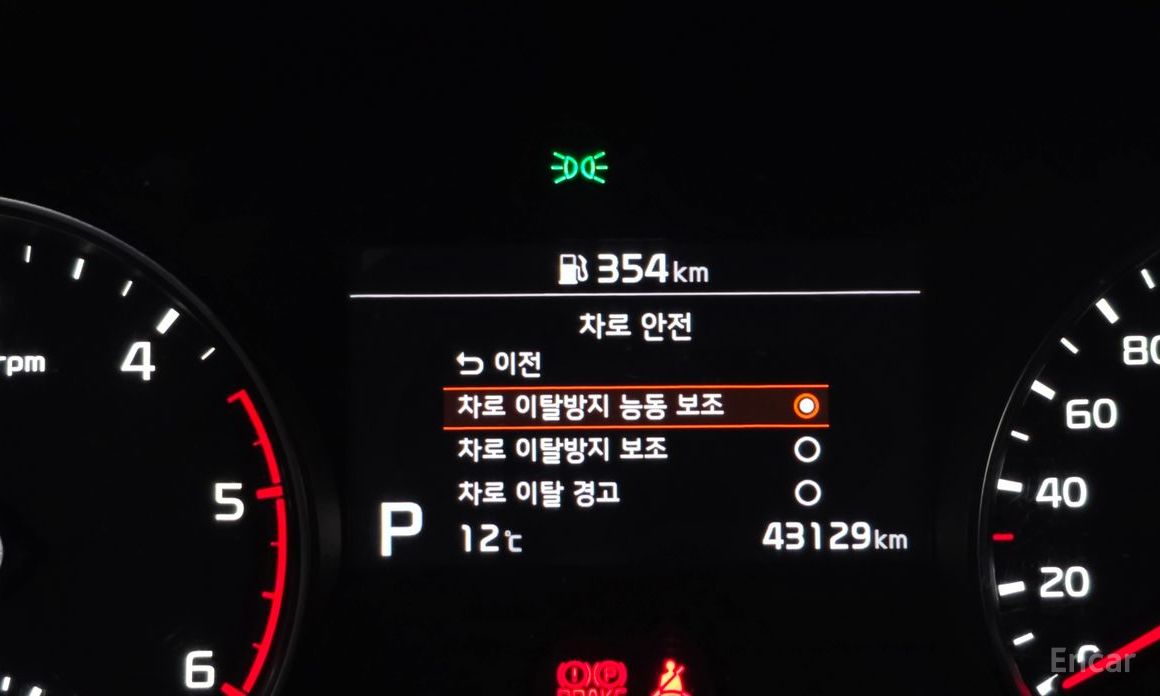 354km
차로 안전
이전
차로 이탈방지 능동 보조
차로 이탈방지 보조
차로 이탈 경고
P
12℃
43129km
rpm
4
5
6
80
60
40
20
0
BRAKE
Encar